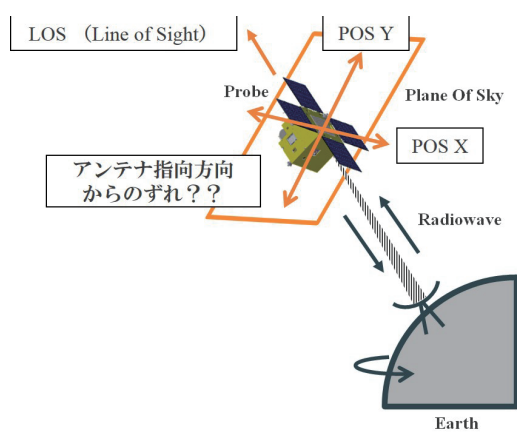 LOS （Line of Sight）
POS Y
Probe
Plane Of Sky
POS X
アンテナ指向方向
からのずれ？？
Radiowave
Earth